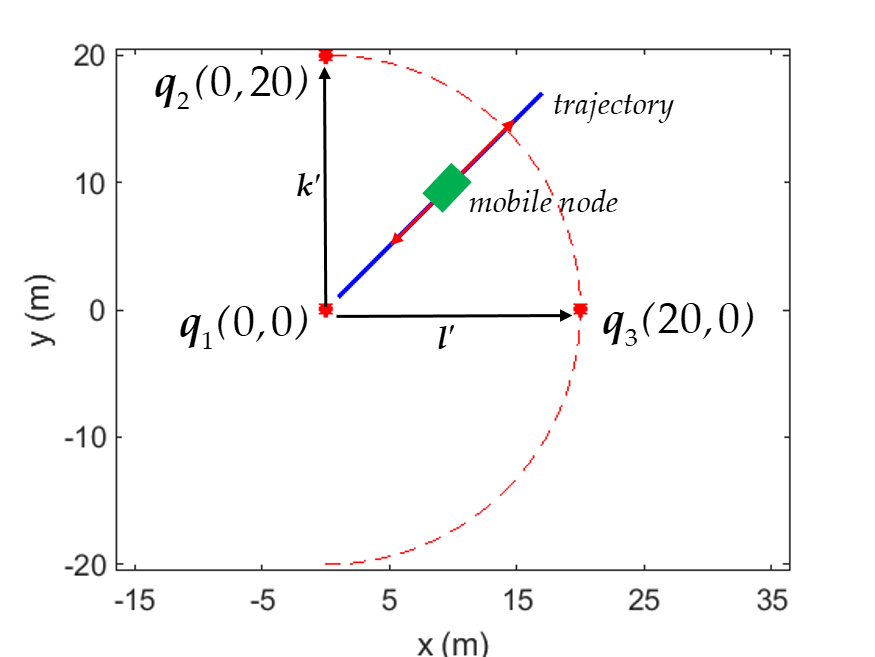 20
q₂(0,20)
trajectory
k′
10
mobile node
y (m)
0
q₁(0,0)
l′
q₃(20,0)
-10
-20
-15
-5
5
15
25
35
x (m)